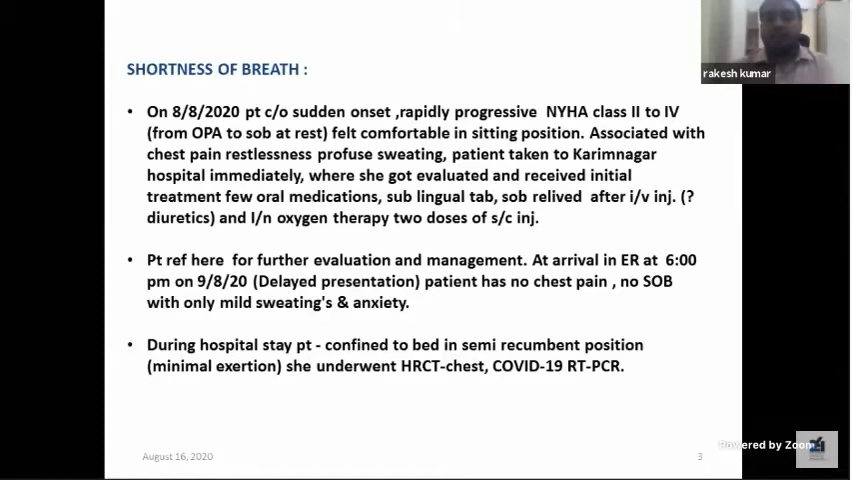 SHORTNESS OF BREATH :
• On 8/8/2020 pt c/o sudden onset ,rapidly progressive NYHA class II to IV
(from OPA to sob at rest) felt comfortable in sitting position. Associated with
chest pain restlessness profuse sweating, patient taken to Karimnagar
hospital immediately, where she got evaluated and received initial
treatment few oral medications, sub lingual tab, sob relived after i/v inj. (?
diuretics) and I/n oxygen therapy two doses of s/c inj.
• Pt ref here for further evaluation and management. At arrival in ER at 6:00
pm on 9/8/20 (Delayed presentation) patient has no chest pain , no SOB
with only mild sweating's & anxiety.
• During hospital stay pt - confined to bed in semi recumbent position
(minimal exertion) she underwent HRCT-chest, COVID-19 RT-PCR.
August 16, 2020
3
rakesh kumar
Powered by Zoom